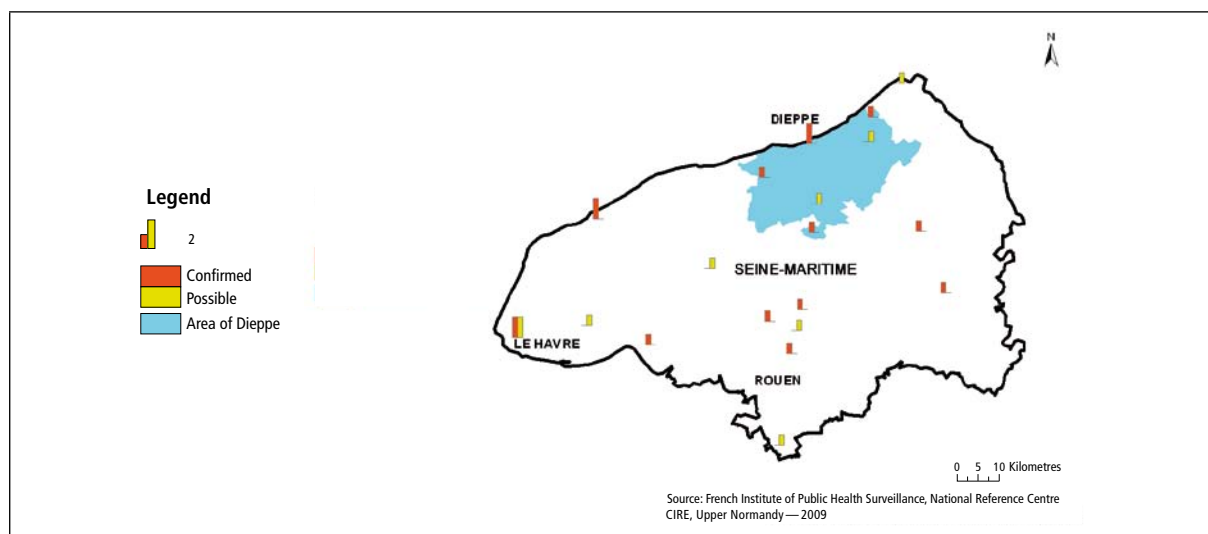 N
DIEPPE
Legend
2
Confirmed
Possible
Area of Dieppe
SEINE-MARITIME
LE HAVRE
ROUEN
0 5 10 Kilometres
Source: French Institute of Public Health Surveillance, National Reference Centre
CIRE, Upper Normandy — 2009